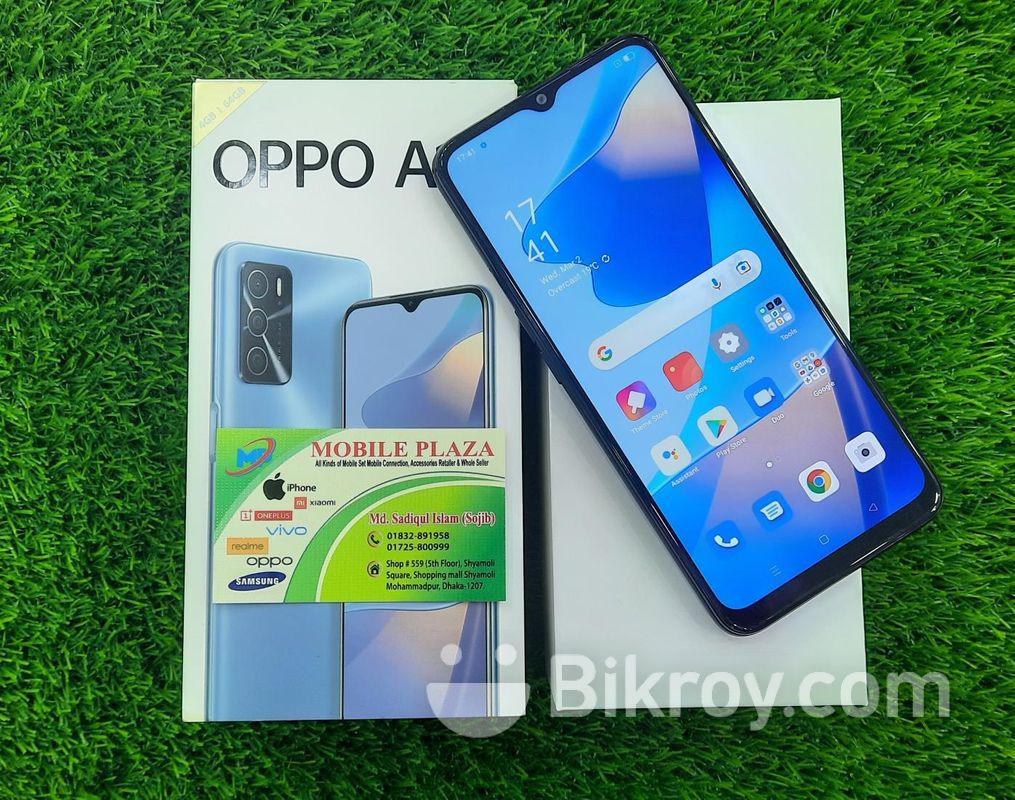 4GB | 64GB
OPPO A
MOBILE PLAZA
All Kinds of Mobile Set Mobile Connection, Accessories Retailer & Whole Seller
iPhone
mi xiaomi
1+ ONEPLUS
vivo
realme
oppo
SAMSUNG
Md. Sadiqul Islam (Sojib)
01832-891958
01725-800999
Shop # 559 (5th Floor), Shyamoli
Square, Shopping mall Shyamoli
Mohammadpur, Dhaka-1207.
17:41
17
41
Wed, Mar 2
Overcast
Theme Store
Photos
Settings
Tools
Assistant
Play Store
Duo
Google
Bikroy.com